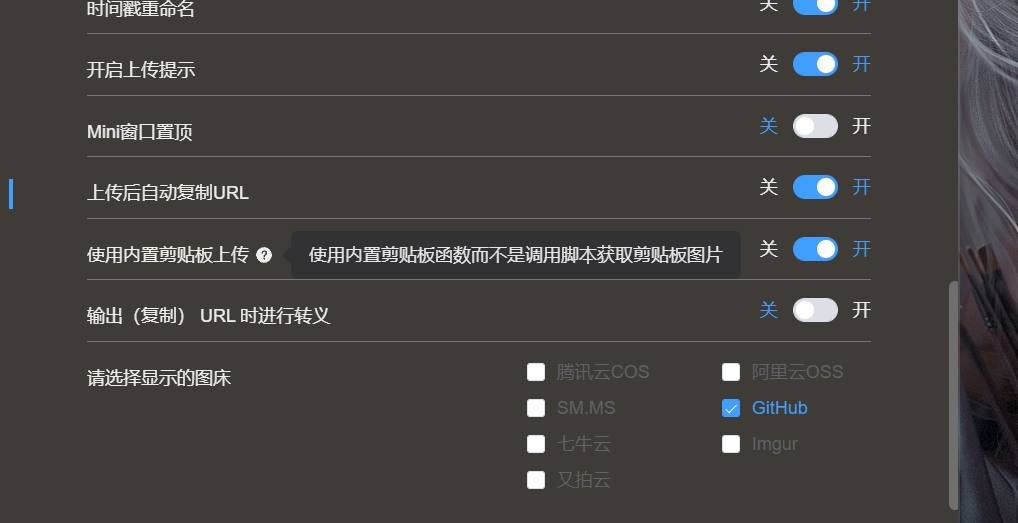 时间戳重命名 关 开
开启上传提示 关 开
Mini窗口置顶 关 开
上传后自动复制URL 关 开
使用内置剪贴板上传 ? 使用内置剪贴板函数而不是调用脚本获取剪贴板图片 关 开
输出（复制） URL 时进行转义 关 开
请选择显示的图床 腾讯云COS 阿里云OSS
SM.MS GitHub
七牛云 Imgur
又拍云